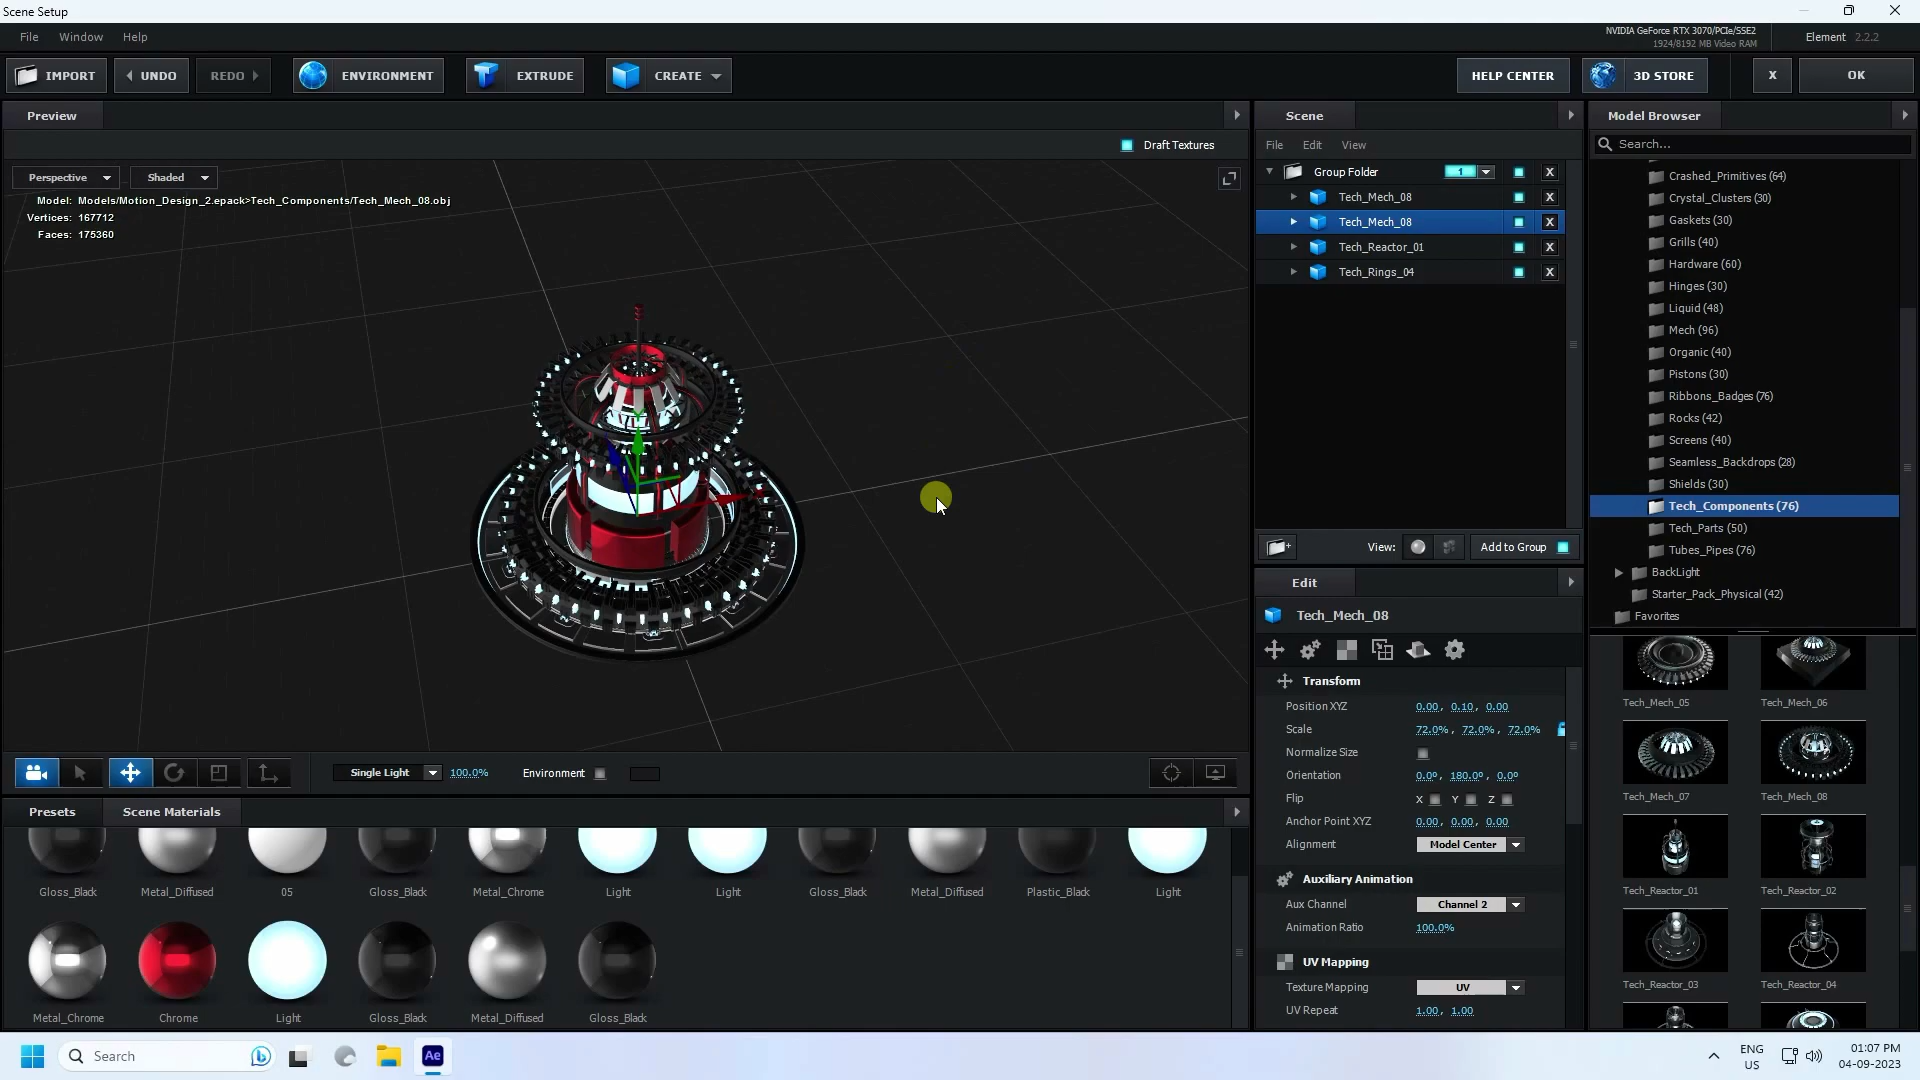 Scene Setup
File Window Help
NVIDIA GeForce RTX 3070/PCIe/SSE2
1924/8192 MB Video RAM
Element 2.2.2
IMPORT UNDO REDO ENVIRONMENT EXTRUDE CREATE HELP CENTER 3D STORE X OK
Preview
Draft Textures
Perspective Shaded
Model: Models/Motion_Design_2.epack>Tech_Components/Tech_Mech_08.obj
Vertices: 167712
Faces: 175360
Single Light 100.0% Environment
Presets Scene Materials
Gloss_Black Metal_Diffused 05 Gloss_Black Metal_Chrome Light Light Gloss_Black Metal_Diffused Plastic_Black Light
Metal_Chrome Chrome Light Gloss_Black Metal_Diffused Gloss_Black
Scene
File Edit View
Group Folder 1 X
Tech_Mech_08 X
Tech_Mech_08 X
Tech_Reactor_01 X
Tech_Rings_04 X
View: Add to Group
Edit
Tech_Mech_08
Transform
Position XYZ 0.00, 0.10, 0.00
Scale 72.0%, 72.0%, 72.0%
Normalize Size
Orientation 0.0º, 180.0º, 0.0º
Flip X Y Z
Anchor Point XYZ 0.00, 0.00, 0.00
Alignment Model Center
Auxiliary Animation
Aux Channel Channel 2
Animation Ratio 100.0%
UV Mapping
Texture Mapping UV
UV Repeat 1.00, 1.00
Model Browser
Search...
Crashed_Primitives (64)
Crystal_Clusters (30)
Gaskets (30)
Grills (40)
Hardware (60)
Hinges (30)
Liquid (48)
Mech (96)
Organic (40)
Pistons (30)
Ribbons_Badges (76)
Rocks (42)
Screens (40)
Seamless_Backdrops (28)
Shields (30)
Tech_Components (76)
Tech_Parts (50)
Tubes_Pipes (76)
BackLight
Starter_Pack_Physical (42)
Favorites
Tech_Mech_05 Tech_Mech_06
Tech_Mech_07 Tech_Mech_08
Tech_Reactor_01 Tech_Reactor_02
Tech_Reactor_03 Tech_Reactor_04
Search Ae
ENG
US
01:07 PM
04-09-2023